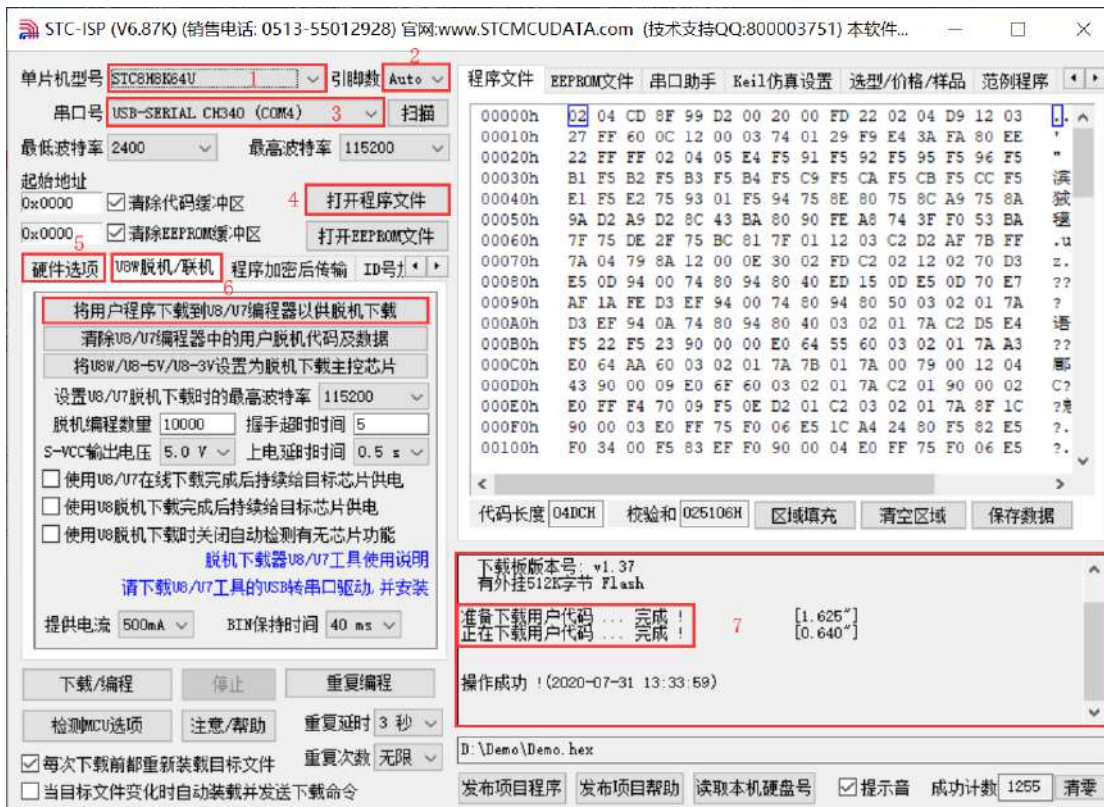 STC-ISP (V6.87K) (销售电话: 0513-55012928) 官网:www.STCMCUDATA.com (技术支持QQ:800003751) 本软件...
单片机型号 STC8H8K64U 1 引脚数 Auto 2
串口号 USB-SERIAL CH340 (COM4) 3 扫描
最低波特率 2400 最高波特率 115200
起始地址
0x0000 清除代码缓冲区 4 打开程序文件
0x0000 清除EEPROM缓冲区 打开EEPROM文件
5
硬件选项 U8W脱机/联机 程序加密后传输 ID号
6
将用户程序下载到U8/U7编程器以供脱机下载
清除U8/U7编程器中的用户脱机代码及数据
将U8W/U8-5V/U8-3V设置为脱机下载主控芯片
设置U8/U7脱机下载时的最高波特率 115200
脱机编程数量 10000 握手超时时间 5
S-VCC输出电压 5.0 V 上电延时时间 0.5 s
使用U8/U7在线下载完成后持续给目标芯片供电
使用U8脱机下载完成后持续给目标芯片供电
使用U8脱机下载时关闭自动检测有无芯片功能
脱机下载器U8/U7工具使用说明
请下载U8/U7工具的USB转串口驱动,并安装
提供电流 500mA BIN保持时间 40 ms
下载/编程 停止 重复编程
检测MCU选项 注意/帮助 重复延时 3 秒
每次下载前都重新装载目标文件 重复次数 无限
当目标文件变化时自动装载并发送下载命令
程序文件 EEPROM文件 串口助手 Keil仿真设置 选型/价格/样品 范例程序
00000h 02 04 CD 8F 99 D2 00 20 00 FD 22 02 04 D9 12 03 ..
00010h 27 FF 60 0C 12 00 03 74 01 29 F9 E4 3A FA 80 EE '
00020h 22 FF FF 02 04 05 E4 F5 91 F5 92 F5 95 F5 96 F5 "
00030h B1 F5 B2 F5 B3 F5 B4 F5 C9 F5 CA F5 CB F5 CC F5
00040h E1 F5 E2 75 93 01 F5 94 75 8E 80 75 8C A9 75 8A
00050h 9A D2 A9 D2 8C 43 BA 80 90 FE A8 74 3F F0 53 BA
00060h 7F 75 DE 2F 75 BC 81 7F 01 12 03 C2 D2 AF 7B FF .u
00070h 7A 04 79 8A 12 00 0E 30 02 FD C2 02 12 02 70 D3 z.
00080h E5 0D 94 00 74 80 94 80 40 ED 15 0D E5 0D 70 E7 ??
00090h AF 1A FE D3 EF 94 00 74 80 94 80 50 03 02 01 7A ?
000A0h D3 EF 94 0A 74 80 94 80 40 03 02 01 7A C2 D5 E4 语
000B0h F5 22 F5 23 90 00 00 E0 64 55 60 03 02 01 7A A3 ??
000C0h E0 64 AA 60 03 02 01 7A 7B 01 7A 00 79 00 12 04
000D0h 43 90 00 09 E0 6F 60 03 02 01 7A C2 01 90 00 02 C?
000E0h E0 FF F4 70 09 F5 0E D2 01 C2 03 02 01 7A 8F 1C
000F0h 90 00 03 E0 FF 75 F0 06 E5 1C A4 24 80 F5 82 E5 ?.
00100h F0 34 00 F5 83 EF F0 90 00 04 E0 FF 75 F0 06 E5 ?.
代码长度 04DCH 校验和 025106H 区域填充 清空区域 保存数据
下载板版本号: v1.37
有外挂512K字节 Flash
准备下载用户代码 ... 完成 ! [1.625"]
正在下载用户代码 ... 完成 ! 7 [0.640"]
操作成功 !(2020-07-31 13:33:59)
D:\Demo\Demo.hex
发布项目程序 发布项目帮助 读取本机硬盘号 提示音 成功计数 1255 清零